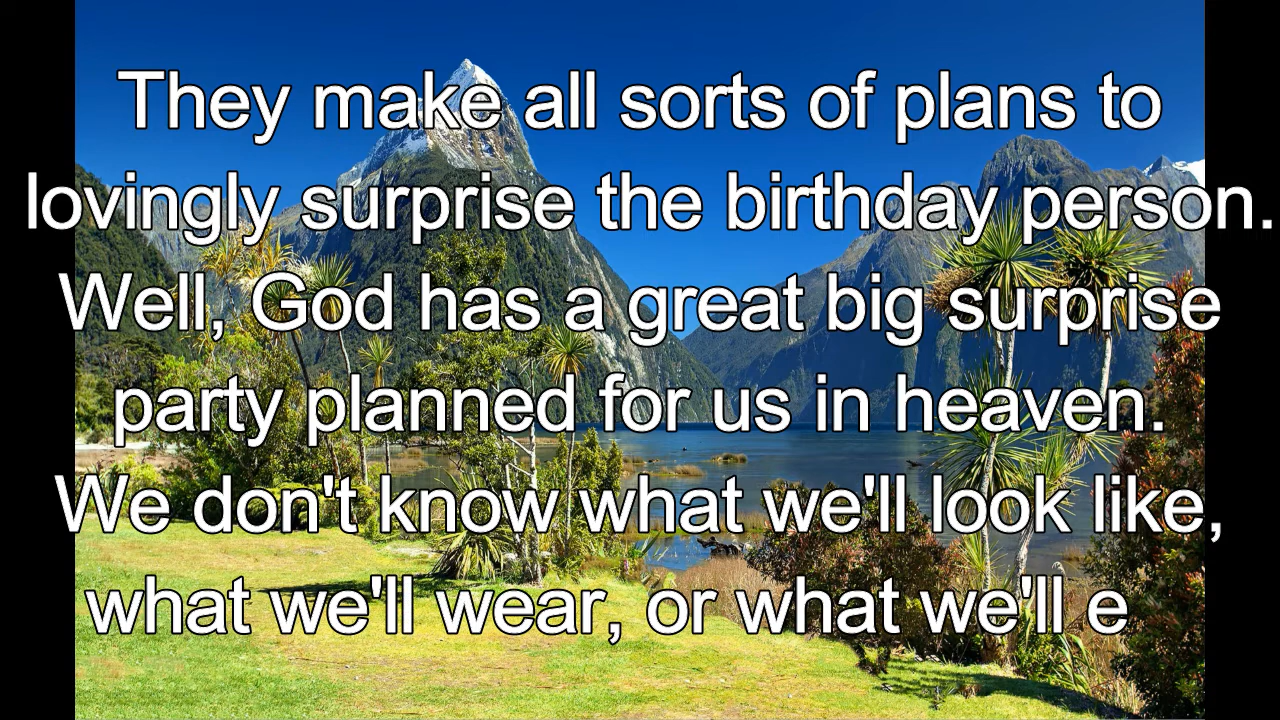 They make all sorts of plans to
lovingly surprise the birthday person.
Well, God has a great big surprise
party planned for us in heaven.
We don't know what we'll look like,
what we'll wear, or what we'll e